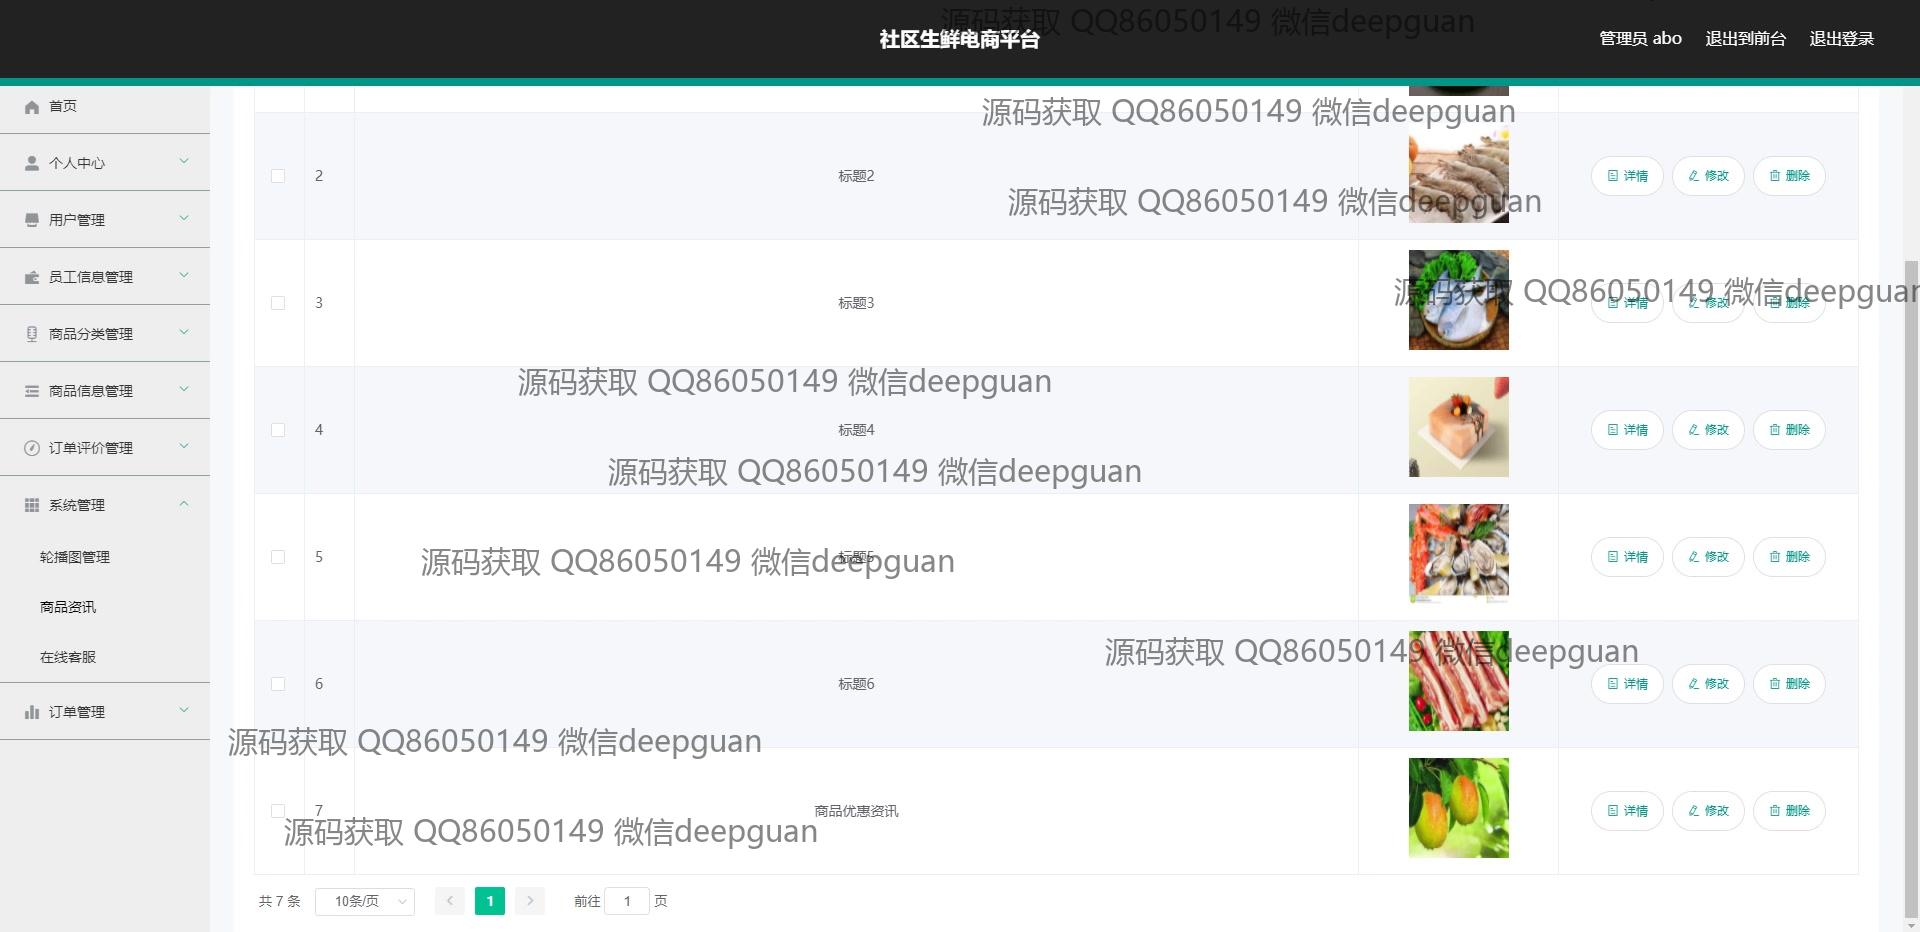 源码获取 QQ86050149 微信deepguan
社区生鲜电商平台
管理员 abo 退出到前台 退出登录
首页
源码获取 QQ86050149 微信deepguan
个人中心
2 标题2 详情 修改 删除
源码获取 QQ86050149 微信deepguan
用户管理
员工信息管理
源码获取 QQ86050149 微信deepguan
3 标题3 详情 修改 删除
商品分类管理
源码获取 QQ86050149 微信deepguan
商品信息管理
4 标题4 详情 修改 删除
订单评价管理
源码获取 QQ86050149 微信deepguan
系统管理
轮播图管理
5 标题5 详情 修改 删除
源码获取 QQ86050149 微信deepguan
商品资讯
在线客服
源码获取 QQ86050149 微信deepguan
6 标题6 详情 修改 删除
订单管理
源码获取 QQ86050149 微信deepguan
7 商品优惠资讯 详情 修改 删除
源码获取 QQ86050149 微信deepguan
共 7 条 10条/页 1 前往 1 页